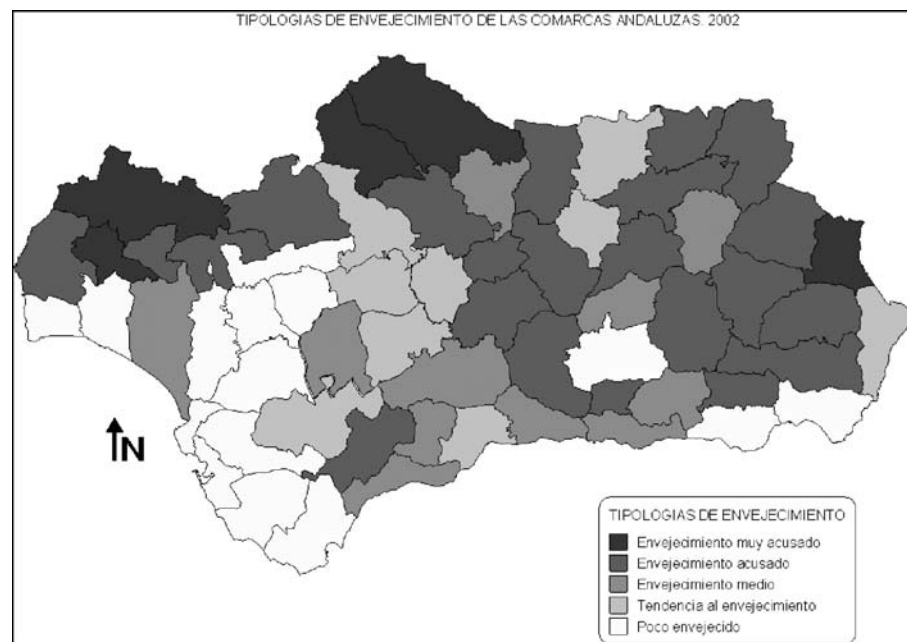 TIPOLOGIAS DE ENVEJECIMIENTO DE LAS COMARCAS ANDALUZAS. 2002
N
TIPOLOGIAS DE ENVEJECIMIENTO
Envejecimiento muy acusado
Envejecimiento acusado
Envejecimiento medio
Tendencia al envejecimiento
Poco envejecido